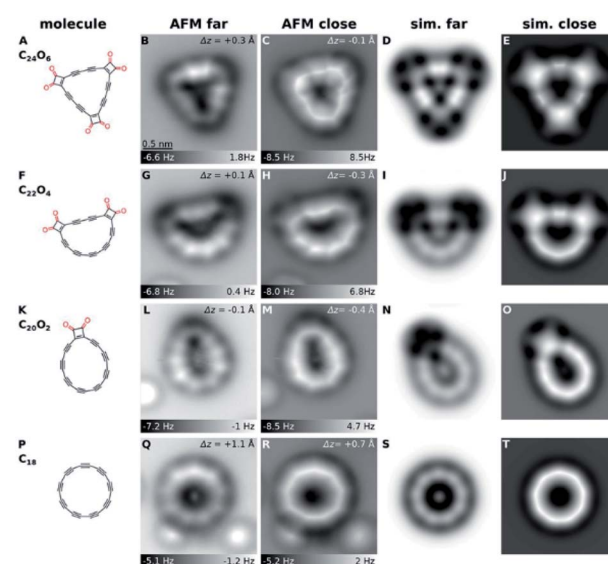 molecule AFM far AFM close sim. far sim. close
A B Δz = +0.3 Å C Δz = -0.1 Å D E
C24O6
O O O O O O
0.5 nm
-6.6 Hz 1.8Hz -8.5 Hz 8.5Hz
F G Δz = +0.1 Å H Δz = -0.3 Å I J
C22O4
O O O O
-6.8 Hz 0.4 Hz -8.0 Hz 6.8Hz
K L Δz = -0.1 Å M Δz = -0.4 Å N O
C20O2
O O
-7.2 Hz -1 Hz -8.5 Hz 4.7 Hz
P Q Δz = +1.1 Å R Δz = +0.7 Å S T
C18
-5.1 Hz -1.2 Hz -5.2 Hz 2 Hz